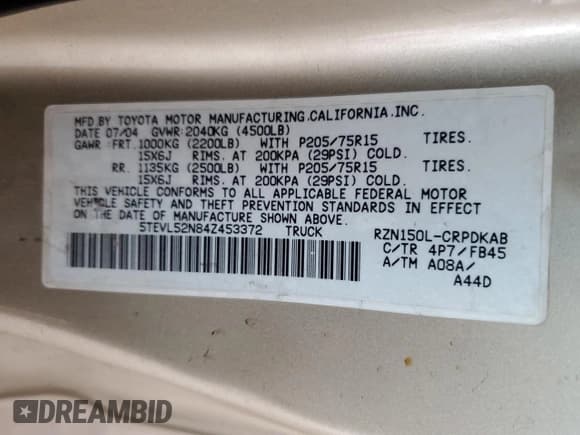 MFD BY TOYOTA MOTOR MANUFACTURING,CALIFORNIA,INC.
DATE 07/04 GVWR 2040KG (4500LB)
GAWR: FRT. 1000KG (2200LB) WITH P205/75R15 TIRES.
15X6J RIMS. AT 200KPA (29PSI) COLD.
RR. 1135KG (2500LB) WITH P205/75R15 TIRES.
15X6J RIMS. AT 200KPA (29PSI) COLD.
THIS VEHICLE CONFORMS TO ALL APPLICABLE FEDERAL MOTOR
VEHICLE SAFETY AND THEFT PREVENTION STANDARDS IN EFFECT
ON THE DATE OF MANUFACTURE SHOWN ABOVE.
5TEVL52N84Z453372 TRUCK RZN150L-CRPDKAB
C/TR 4P7/FB45
A/TM A08A/
A44D
DREAMBID